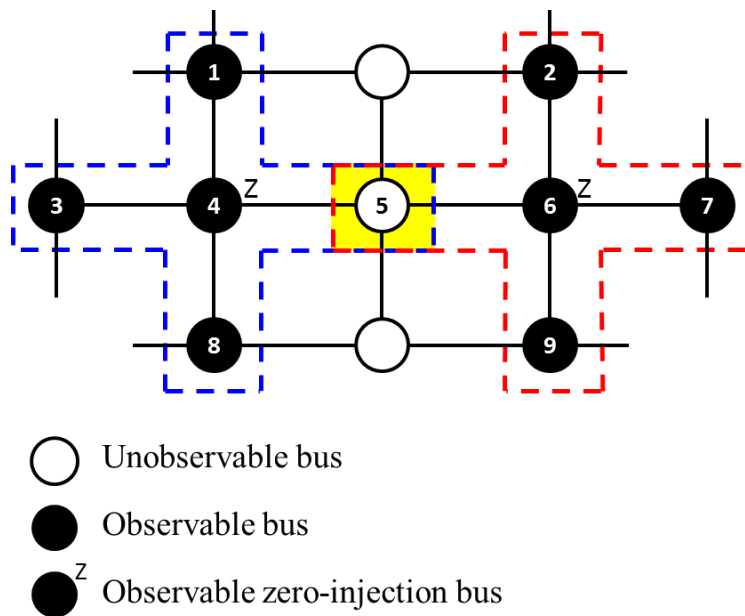 1 2
Z Z
3 4 5 6 7
8 9
Unobservable bus
Observable bus
Z
Observable zero-injection bus